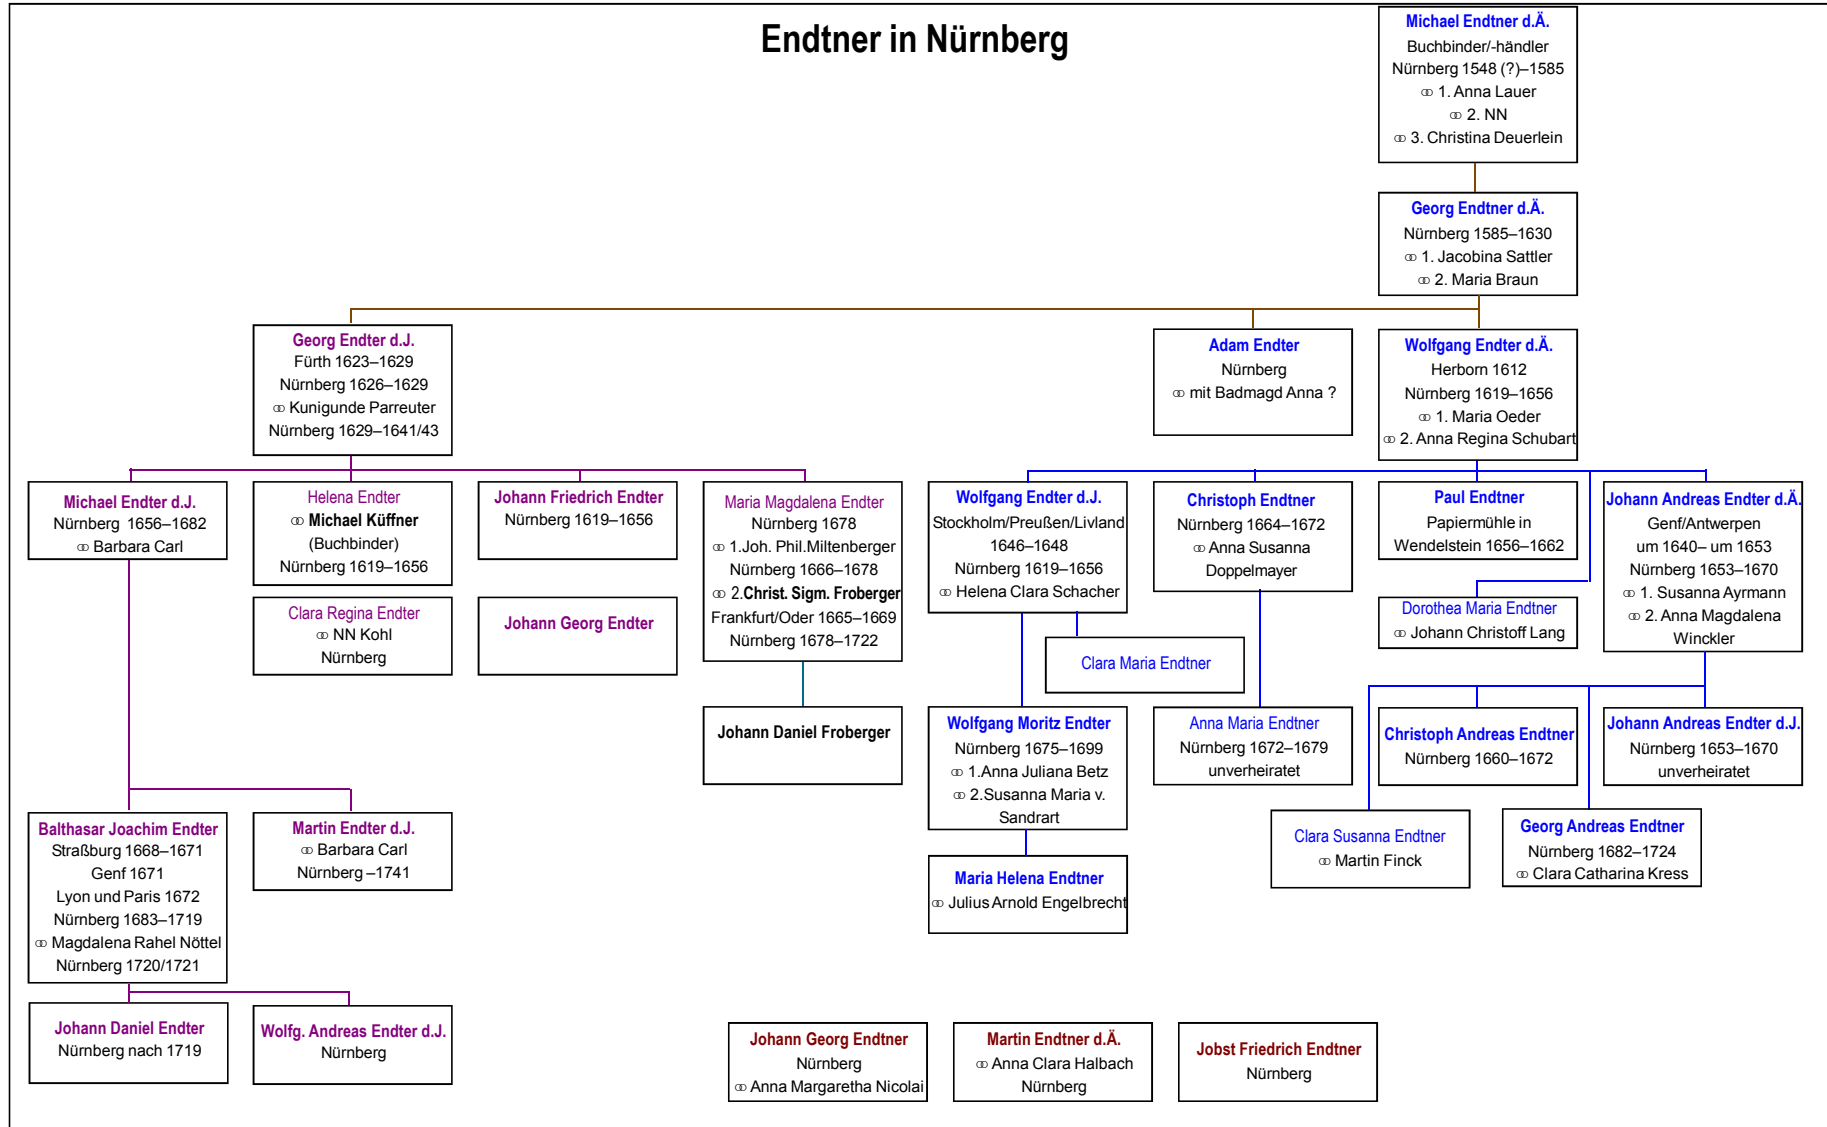 Endtner in Nürnberg
Michael Endtner d.Ä.
Buchbinder/-händler
Nürnberg 1548 (?)–1585
⚭ 1. Anna Lauer
⚭ 2. NN
⚭ 3. Christina Deuerlein
Georg Endtner d.Ä.
Nürnberg 1585–1630
⚭ 1. Jacobina Sattler
⚭ 2. Maria Braun
Georg Endter d.J.
Fürth 1623–1629
Nürnberg 1626–1629
⚭ Kunigunde Parreuter
Nürnberg 1629–1641/43
Adam Endter
Nürnberg
⚭ mit Badmagd Anna ?
Wolfgang Endter d.Ä.
Herborn 1612
Nürnberg 1619–1656
⚭ 1. Maria Oeder
⚭ 2. Anna Regina Schubart
Michael Endter d.J.
Nürnberg 1656–1682
⚭ Barbara Carl
Helena Endter
⚭ Michael Küffner
(Buchbinder)
Nürnberg 1619–1656
Johann Friedrich Endter
Nürnberg 1619–1656
Maria Magdalena Endter
Nürnberg 1678
⚭ 1.Joh. Phil.Miltenberger
Nürnberg 1666–1678
⚭ 2.Christ. Sigm. Froberger
Frankfurt/Oder 1665–1669
Nürnberg 1678–1722
Wolfgang Endter d.J.
Stockholm/Preußen/Livland
1646–1648
Nürnberg 1619–1656
⚭ Helena Clara Schacher
Christoph Endtner
Nürnberg 1664–1672
⚭ Anna Susanna
Doppelmayer
Paul Endtner
Papiermühle in
Wendelstein 1656–1662
Johann Andreas Endter d.Ä.
Genf/Antwerpen
um 1640– um 1653
Nürnberg 1653–1670
⚭ 1. Susanna Ayrmann
⚭ 2. Anna Magdalena
Winckler
Clara Regina Endter
⚭ NN Kohl
Nürnberg
Johann Georg Endter
Dorothea Maria Endtner
⚭ Johann Christoff Lang
Clara Maria Endtner
Johann Daniel Froberger
Wolfgang Moritz Endter
Nürnberg 1675–1699
⚭ 1.Anna Juliana Betz
⚭ 2.Susanna Maria v.
Sandrart
Anna Maria Endtner
Nürnberg 1672–1679
unverheiratet
Christoph Andreas Endtner
Nürnberg 1660–1672
Johann Andreas Endter d.J.
Nürnberg 1653–1670
unverheiratet
Balthasar Joachim Endter
Straßburg 1668–1671
Genf 1671
Lyon und Paris 1672
Nürnberg 1683–1719
⚭ Magdalena Rahel Nöttel
Nürnberg 1720/1721
Martin Endter d.J.
⚭ Barbara Carl
Nürnberg –1741
Clara Susanna Endtner
⚭ Martin Finck
Georg Andreas Endtner
Nürnberg 1682–1724
⚭ Clara Catharina Kress
Maria Helena Endtner
⚭ Julius Arnold Engelbrecht
Johann Daniel Endter
Nürnberg nach 1719
Wolfg. Andreas Endter d.J.
Nürnberg
Johann Georg Endtner
Nürnberg
⚭ Anna Margaretha Nicolai
Martin Endtner d.Ä.
⚭ Anna Clara Halbach
Nürnberg
Jobst Friedrich Endtner
Nürnberg